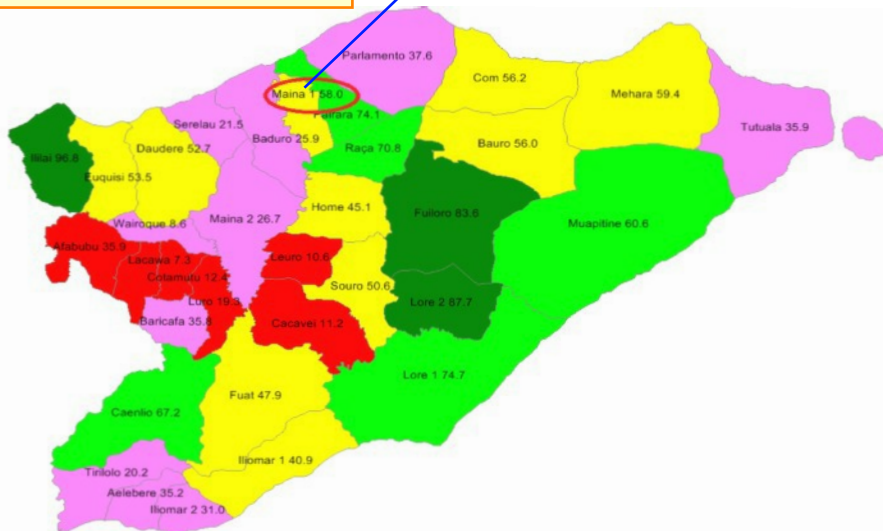 Parlamento 37.6
Com 56.2
Mehara 59.4
Maina 1 58.0
Pairara 74.1
Serelau 21.5
Baduro 25.9
Tutuala 35.9
Daudere 52.7
Raça 70.8
Bauro 56.0
Ililai 96.8
Euquisi 53.5
Home 45.1
Fuiloro 83.6
Muapitine 60.6
Maina 2 26.7
Wairoque 8.6
Afabubu 35.9
Lacawa 7.3
Lauro 10.6
Cotamutu 12.4
Souro 50.6
Luro 19.3
Lore 2 87.7
Baricafa 35.8
Cacavei 11.2
Lore 1 74.7
Fuat 47.9
Caenlio 67.2
Iliomar 1 40.9
Tirilolo 20.2
Aelebere 35.2
Iliomar 2 31.0